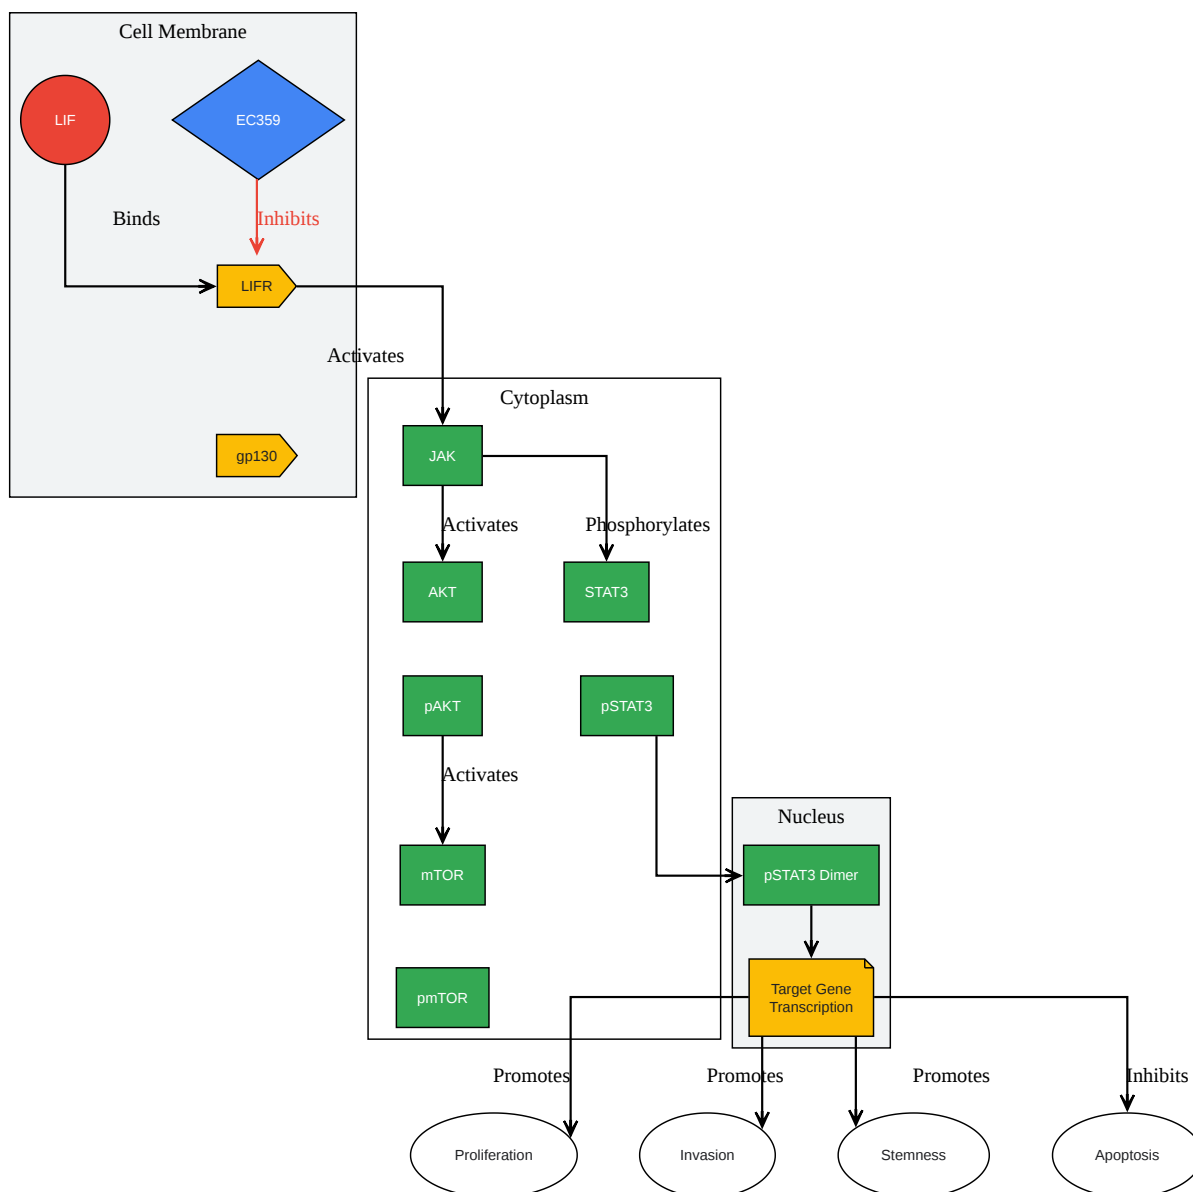 Cell Membrane
LIF
EC359
Binds
Inhibits
LIFR
Activates
Cytoplasm
gp130
JAK
Activates
Phosphorylates
AKT
STAT3
pAKT
pSTAT3
Activates
Nucleus
mTOR
pSTAT3 Dimer
pmTOR
Target Gene
Transcription
Promotes
Promotes
Promotes
Inhibits
Proliferation
Invasion
Stemness
Apoptosis